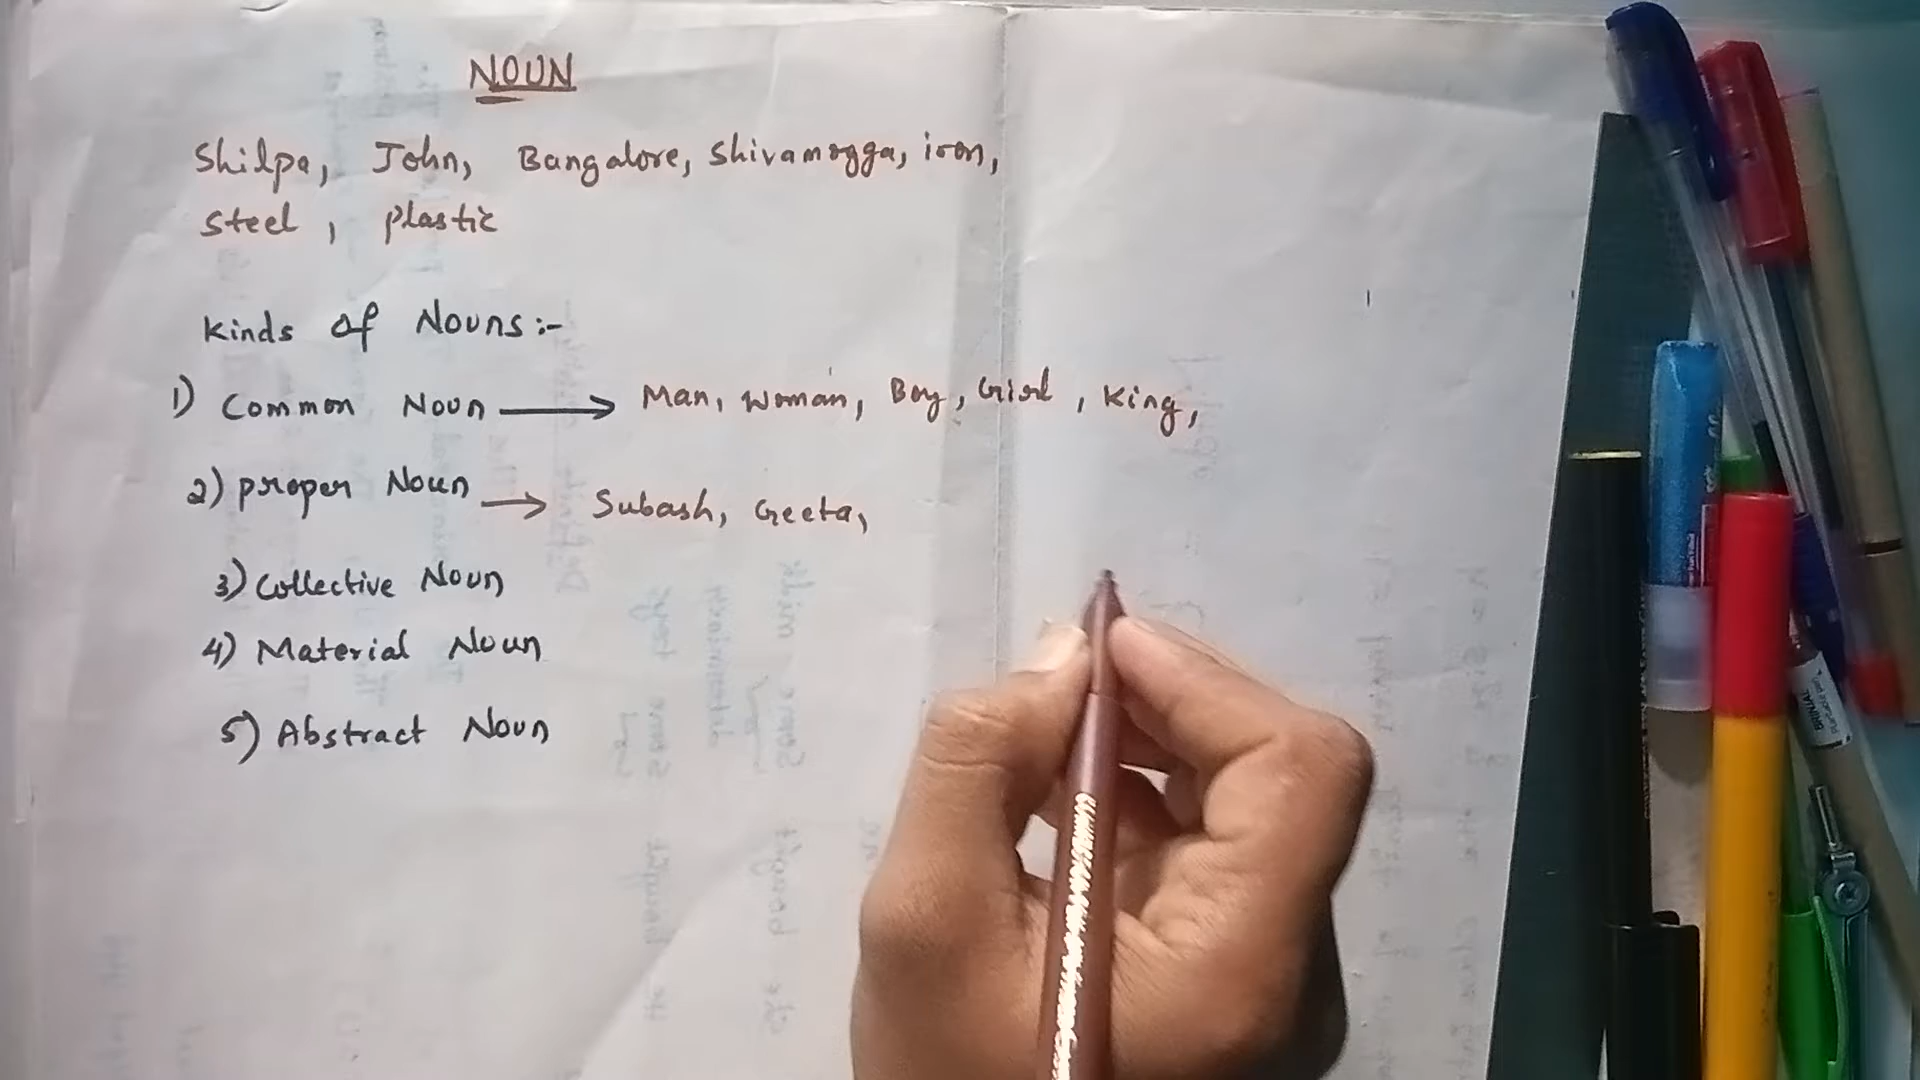 NOUN
Shilpa, John, Bangalore, Shivamogga, iron,
Steel, plastic
Kinds of Nouns:-
1) Common Noun → Man, Woman, Boy, Girl, King,
2) proper Noun → Subash, Geeta,
3) Collective Noun
4) Material Noun
5) Abstract Noun